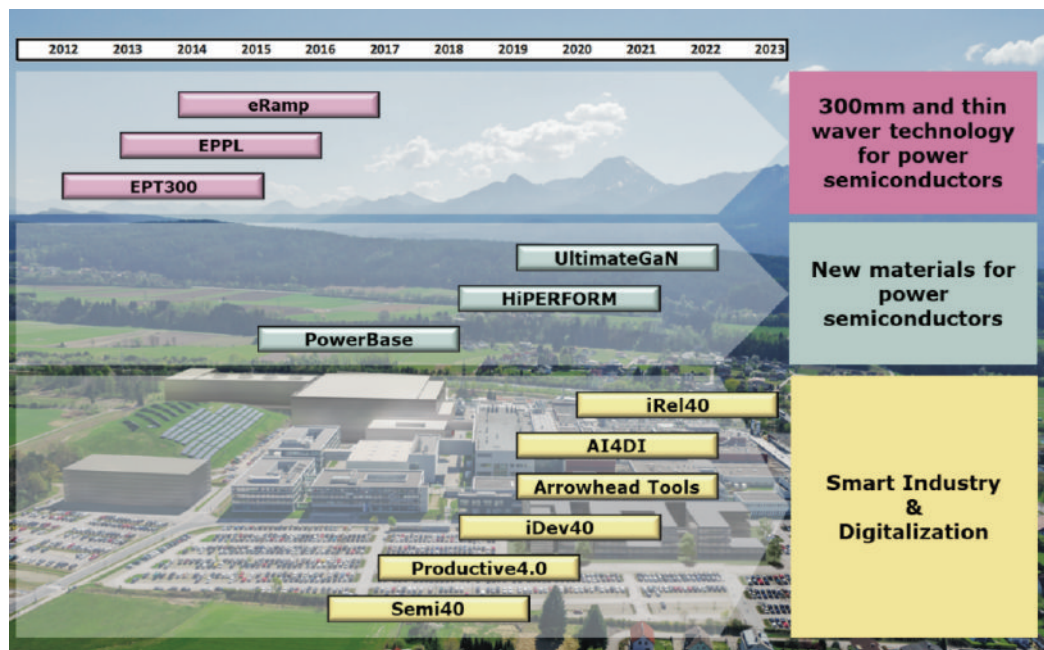 2012 2013 2014 2015 2016 2017 2018 2019 2020 2021 2022 2023
eRamp
EPPL
EPT300
300mm and thin
waver technology
for power
semiconductors
UltimateGaN
HiPERFORM
PowerBase
New materials for
power
semiconductors
iRel40
AI4DI
Arrowhead Tools
iDev40
Productive4.0
Semi40
Smart Industry
&
Digitalization